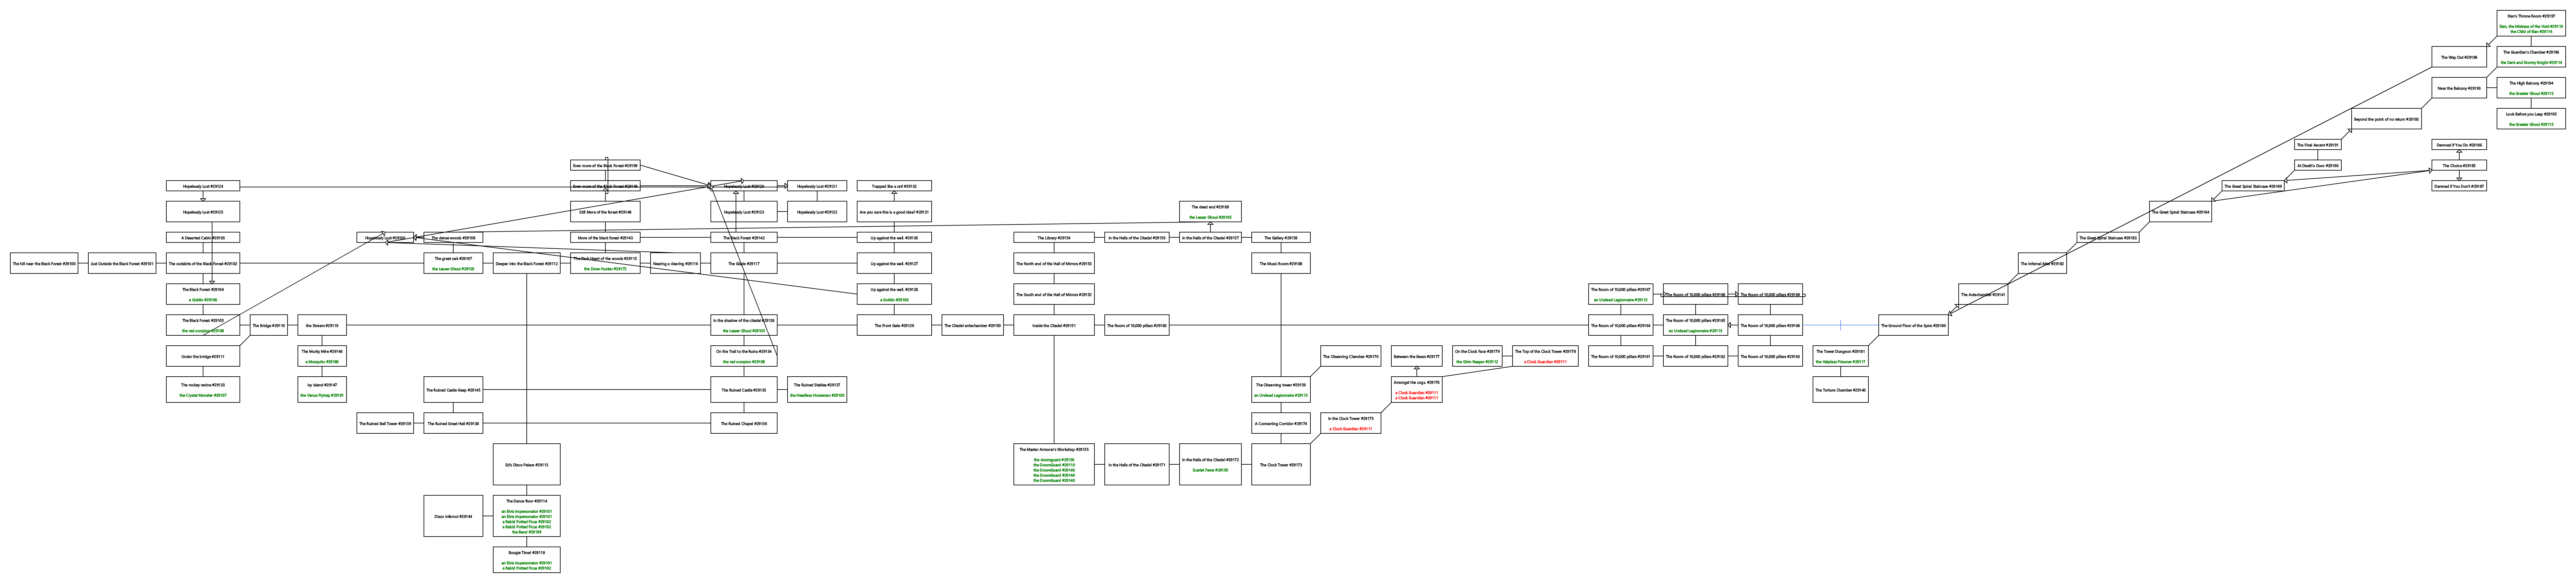 Ilian's Throne Room #29197
Ilian, the Mistress of the Void #29110
the Child of Ilian #29116
The Way Out #29198
The Guardian's Chamber #29196
the Dark and Stormy Knight #29114
Near the Balcony #29193
The High Balcony #29194
the Greater Ghoul #29115
Beyond the point of no return #29192
Look Before you Leap #29195
the Greater Ghoul #29115
The Final Ascent #29191
Damned If You Do #29186
At Death's Door #29190
The Choice #29185
The Great Spiral Staircase #29189
Damned If You Don't #29187
The Great Spiral Staircase #29184
The Great Spiral Staircase #29183
The Infernal Altar #29182
The Antechamber #29141
Even more of the Black Forest #29199
Hopelessly Lost #29124
Even more of the Black Forest #29149
Hopelessly Lost #29120
Hopelessly Lost #29121
Trapped like a rat! #29132
Hopelessly Lost #29125
Still More of the forest #29148
Hopelessly Lost #29123
Hopelessly Lost #29122
Are you sure this is a good idea? #29131
The dead end #29189
the Lesser Ghoul #29105
A Deserted Cabin #29103
Hopelessly Lost
The dense woods #29108
More of the black forest #29143
The Black Forest #29142
Up against the wall. #29130
The Library #29154
In the Halls of the Citadel #29156
In the Halls of the Citadel #29157
The Gallery #29158
The hill near the Black Forest #29100
Just Outside the Black Forest #29101
The outskirts of the Black Forest #29102
The great oak #29107
the Lesser Ghoul #29105
Deeper into the Black Forest #29112
The Dark Heart of the woods #29115
the Drow Hunter #29175
Nearing a clearing #29116
The Glade #29117
Up against the wall. #29127
The North end of the Hall of Mirrors #29153
The Music Room #29188
The Black Forest #29104
a Goblin #29106
Up against the wall. #29128
a Goblin #29106
The South end of the Hall of Mirrors #29152
The Room of 10,000 pillars #29167
an Undead Legionnaire #29113
The Room of 10,000 pillars #29168
The Room of 10,000 pillars #29169
The Black Forest #29105
the red scorpion #29108
The Bridge #29110
the Stream #29119
In the shadow of the citadel #29126
the Lesser Ghoul #29105
The Front Gate #29129
The Citadel antechamber #29150
Inside the Citadel #29151
The Room of 10,000 pillars #29160
The Room of 10,000 pillars #29164
The Room of 10,000 pillars #29165
an Undead Legionnaire #29113
The Room of 10,000 pillars #29166
The Ground Floor of the Spire #29180
Under the bridge #29111
The Murky Mire #29146
a Mosquito #29180
On the Trail to the Ruins #29134
the red scorpion #29108
The Observing Chamber #29170
Between the Gears #29177
On the Clock Face #29179
the Grim Reaper #29112
The Top of the Clock Tower #29178
a Clock Guardian #29111
The Room of 10,000 pillars #29161
The Room of 10,000 pillars #29162
The Room of 10,000 pillars #29163
The Tower Dungeon #29181
the Helpless Prisoner #29117
The rockey ravine #29133
the Crystal Monster #29107
Ivy island #29147
the Venus Flytrap #29181
The Ruined Castle Keep #29145
The Ruined Castle #29135
The Ruined Stables #29137
the Headless Horseman #29100
The Observing tower #29159
an Undead Legionnaire #29113
Amongst the cogs. #29176
a Clock Guardian #29111
a Clock Guardian #29111
The Torture Chamber #29140
The Ruined Bell Tower #29139
The Ruined Great Hall #29138
The Ruined Chapel #29136
A Connecting Corridor #29174
In the Clock Tower #29175
a Clock Guardian #29111
Ed's Disco Palace #29113
The Master Armorer's Workshop #29155
the doomguard #29130
the DoomGuard #29110
the DoomGuard #29140
the DoomGuard #29140
the DoomGuard #29140
In the Halls of the Citadel #29171
In the Halls of the Citadel #29172
Scarlet Fever #29150
The Clock Tower #29173
Disco Inferno! #29144
The Dance floor #29114
an Elvis Impersonator #29101
an Elvis Impersonator #29101
a Rabid Potted Ficus #29102
a Rabid Potted Ficus #29102
the Band #29199
Boogie Time! #29118
an Elvis Impersonator #29101
a Rabid Potted Ficus #29102